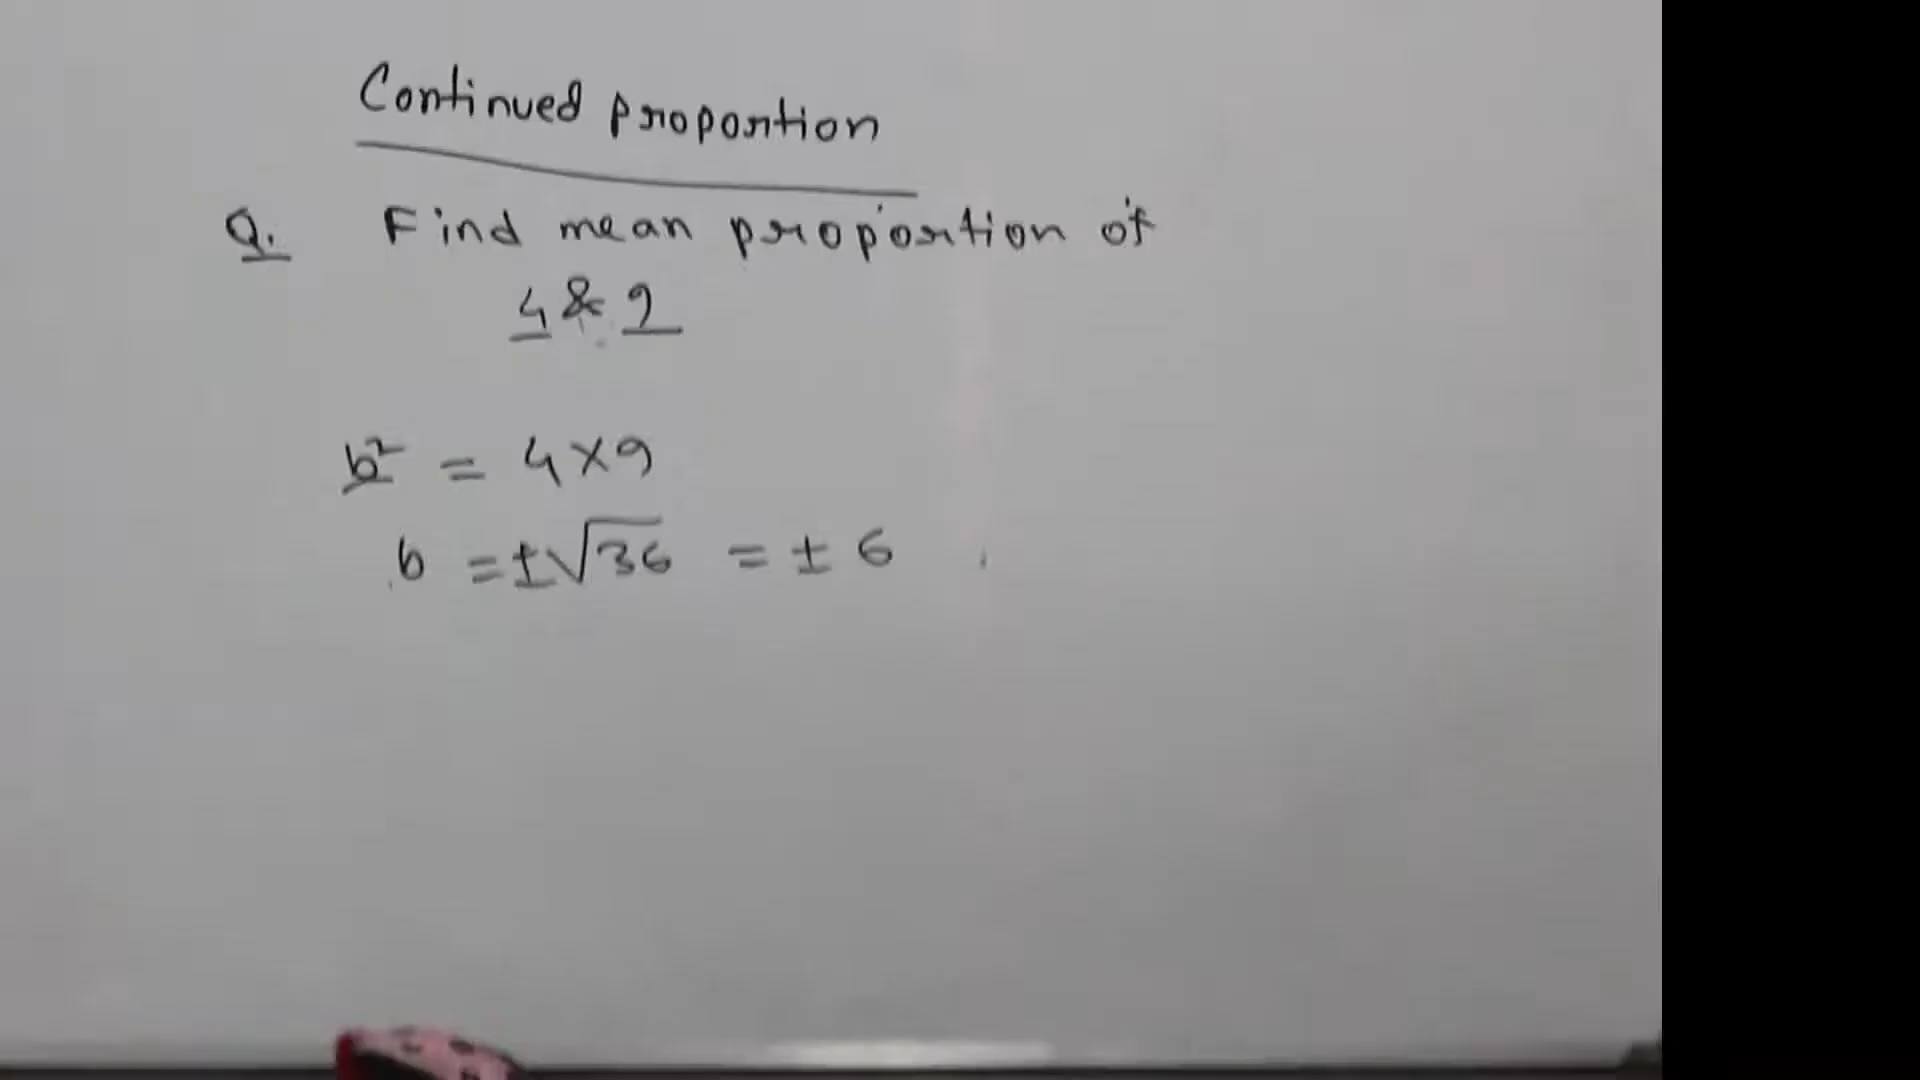 Continued proportion
Q. Find mean proportion of
4 & 9
b² = 4 × 9
b = ±√36 = ± 6